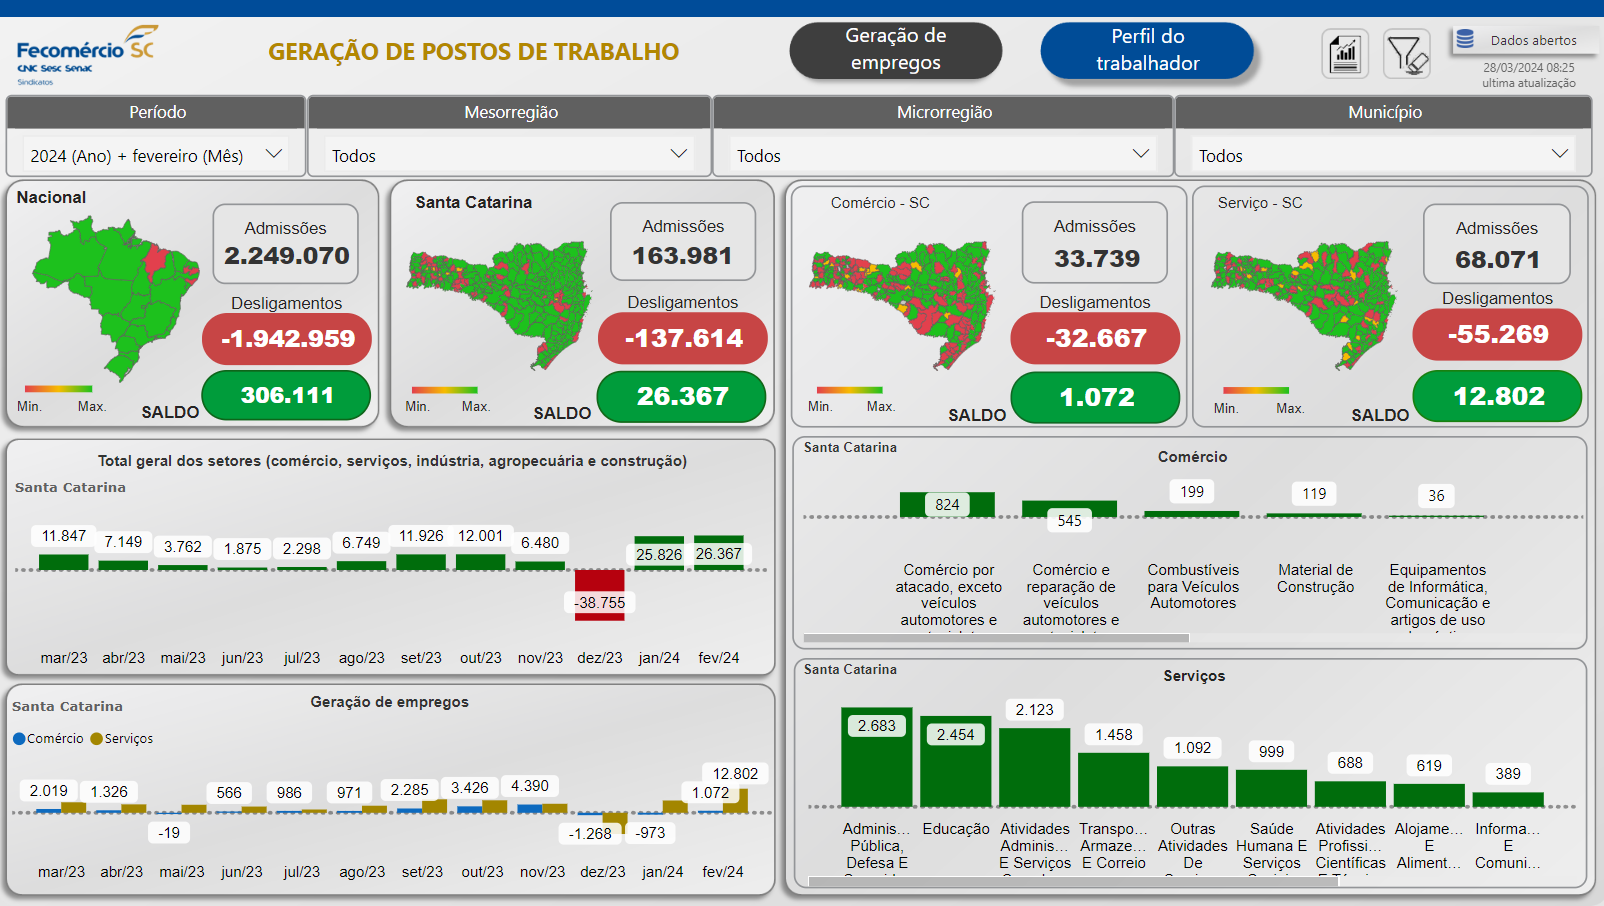 Fecomércio SC
CNC Sesc Senac
Sindicatos
GERAÇÃO DE POSTOS DE TRABALHO
Geração de
empregos
Perfil do
trabalhador
Dados abertos
28/03/2024 08:25
ultima atualização
Período
Mesorregião
Microrregião
Município
2024 (Ano) + fevereiro (Mês)
Todos
Todos
Todos
Nacional
Admissões
2.249.070
Desligamentos
-1.942.959
306.111
SALDO
Min.
Max.
Santa Catarina
Admissões
163.981
Desligamentos
-137.614
26.367
SALDO
Min.
Max.
Comércio - SC
Admissões
33.739
Desligamentos
-32.667
1.072
SALDO
Min.
Max.
Serviço - SC
Admissões
68.071
Desligamentos
-55.269
12.802
SALDO
Min.
Max.
Total geral dos setores (comércio, serviços, indústria, agropecuária e construção)
Santa Catarina
11.847
7.149
3.762
1.875
2.298
6.749
11.926
12.001
6.480
-38.755
25.826
26.367
mar/23
abr/23
mai/23
jun/23
jul/23
ago/23
set/23
out/23
nov/23
dez/23
jan/24
fev/24
Geração de empregos
Santa Catarina
Comércio
Serviços
2.019
1.326
-19
566
986
971
2.285
3.426
4.390
-1.268
-973
1.072
12.802
mar/23
abr/23
mai/23
jun/23
jul/23
ago/23
set/23
out/23
nov/23
dez/23
jan/24
fev/24
Santa Catarina
Comércio
824
545
199
119
36
Comércio por
atacado, exceto
veículos
automotores e
Comércio e
reparação de
veículos
automotores e
Combustíveis
para Veículos
Automotores
Material de
Construção
Equipamentos
de Informática,
Comunicação e
artigos de uso
Santa Catarina
Serviços
2.683
2.454
2.123
1.458
1.092
999
688
619
389
Adminis...
Pública,
Defesa E
Educação
Atividades
Adminis...
E Serviços
Transpo...
Armaze...
E Correio
Outras
Atividades
De
Saúde
Humana E
Serviços
Atividades
Profissi...
Científicas
Alojame...
E
Aliment...
Informa...
E
Comuni...